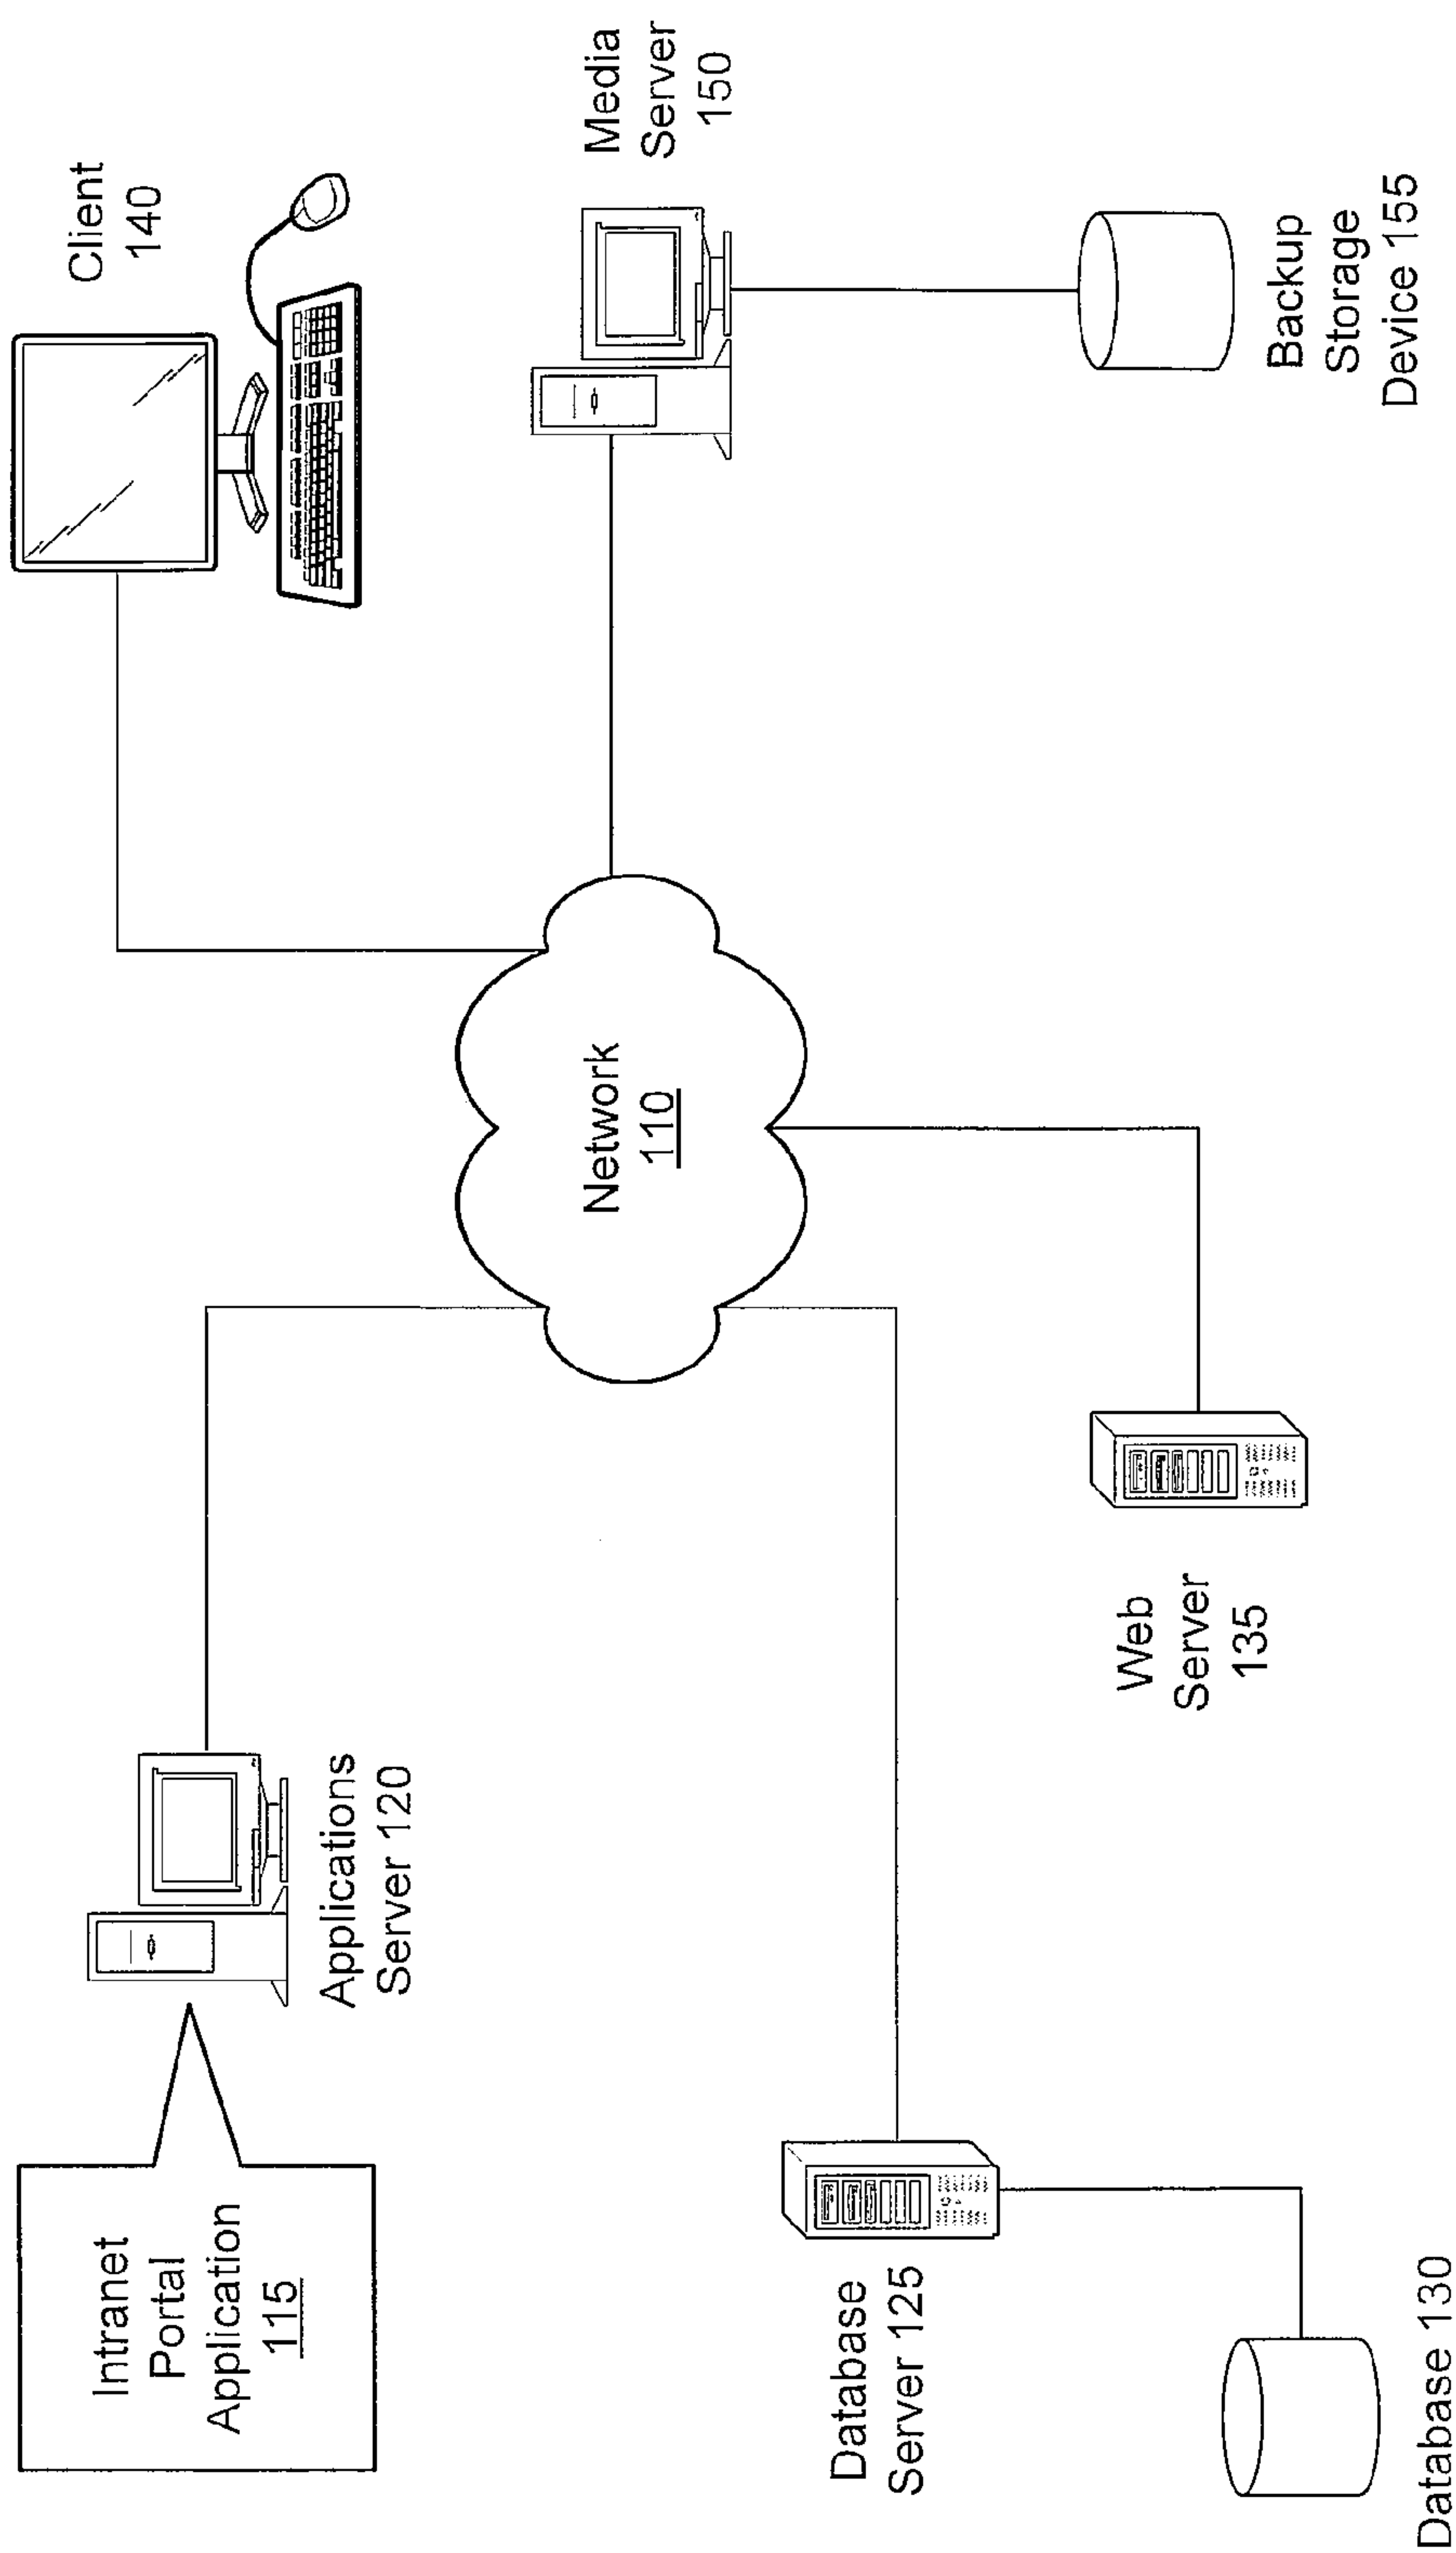 Intranet
Portal
Application
115
Applications
Server 120
Client
140
Network
110
Media
Server
150
Database
Server 125
Web
Server
135
Backup
Storage
Device 155
Database 130